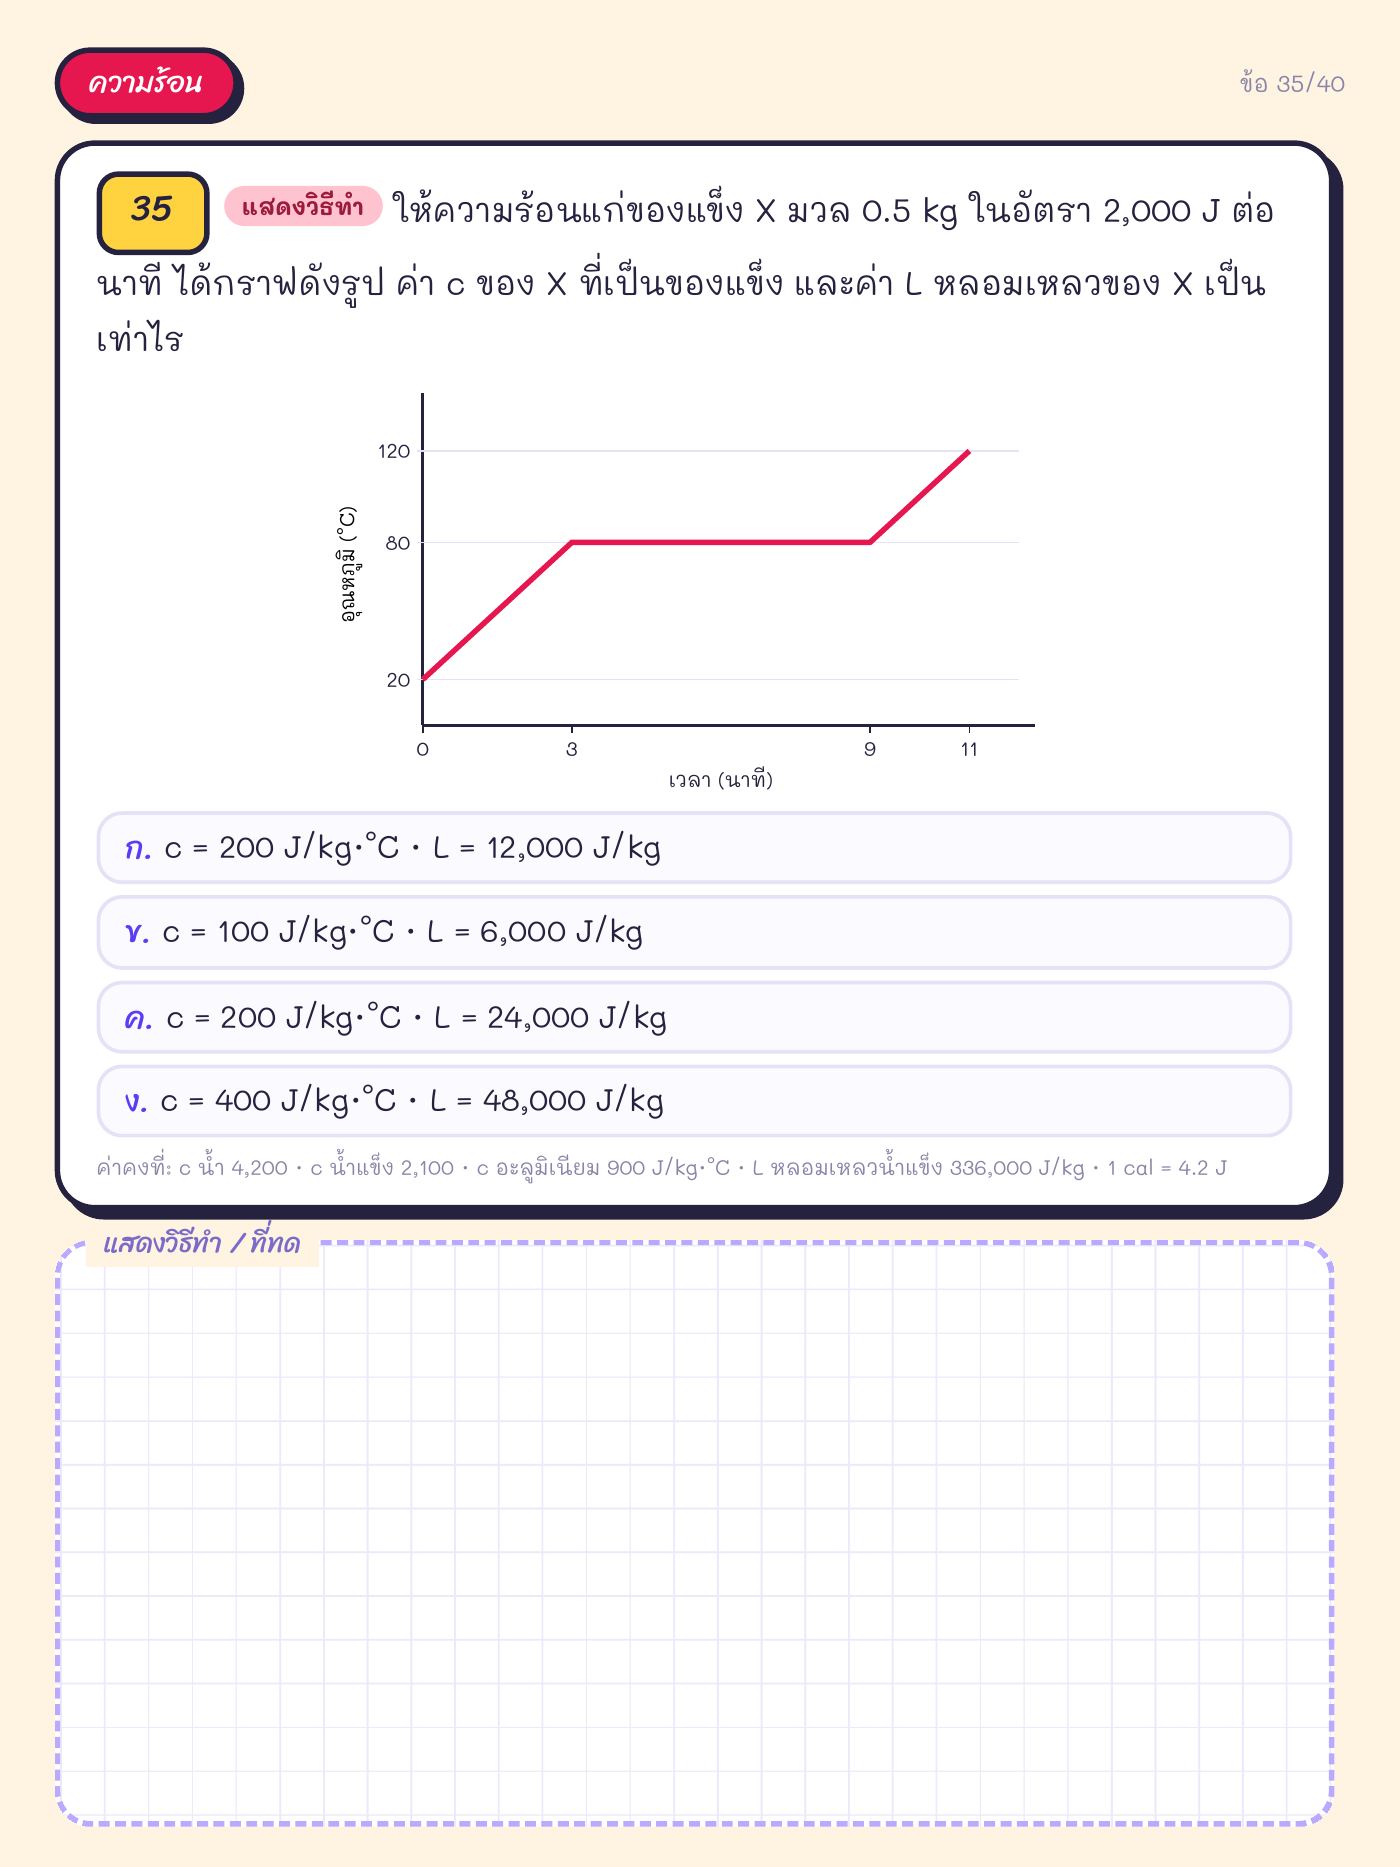 ความร้อน
ข้อ 35/40
35 แสดงวิธีทำ ให้ความร้อนแก่ของแข็ง X มวล 0.5 kg ในอัตรา 2,000 J ต่อ
นาที ได้กราฟดังรูป ค่า c ของ X ที่เป็นของแข็ง และค่า L หลอมเหลวของ X เป็น
เท่าไร
120
80
20
อุณหภูมิ (°C)
0 3 9 11
เวลา (นาที)
ก. c = 200 J/kg·°C · L = 12,000 J/kg
ข. c = 100 J/kg·°C · L = 6,000 J/kg
ค. c = 200 J/kg·°C · L = 24,000 J/kg
ง. c = 400 J/kg·°C · L = 48,000 J/kg
ค่าคงที่: c น้ำ 4,200 · c น้ำแข็ง 2,100 · c อะลูมิเนียม 900 J/kg·°C · L หลอมเหลวน้ำแข็ง 336,000 J/kg · 1 cal = 4.2 J
แสดงวิธีทำ / ที่ทด